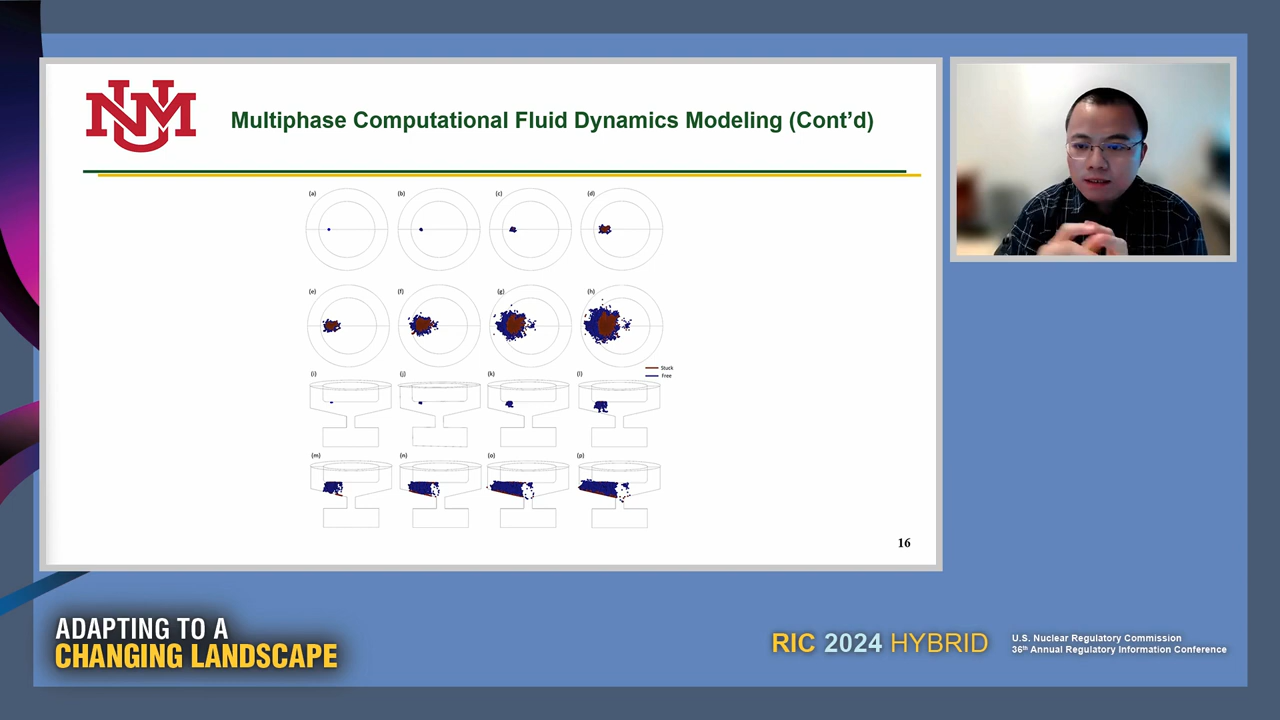 UNM
Multiphase Computational Fluid Dynamics Modeling (Cont’d)
(a) (b) (c) (d)
(e) (f) (g) (h)
Stuck
Free
(i) (j) (k) (l)
(m) (n) (o) (p)
16
ADAPTING TO A
CHANGING LANDSCAPE
RIC 2024 HYBRID
U.S. Nuclear Regulatory Commission
36th Annual Regulatory Information Conference